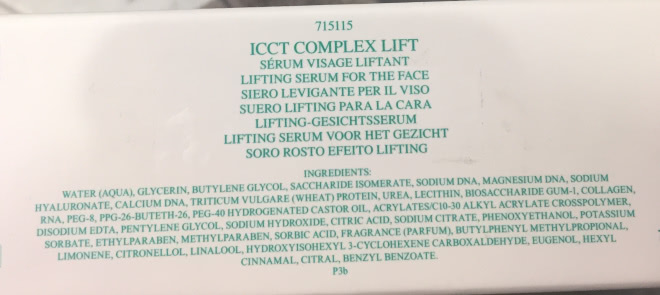 715115
ICCT COMPLEX LIFT
SÉRUM VISAGE LIFTANT
LIFTING SERUM FOR THE FACE
SIERO LEVIGANTE PER IL VISO
SUERO LIFTING PARA LA CARA
LIFTING-GESICHTSSERUM
LIFTING SERUM VOOR HET GEZICHT
SORO ROSTO EFEITO LIFTING
INGREDIENTS:
WATER (AQUA), GLYCERIN, BUTYLENE GLYCOL, SACCHARIDE ISOMERATE, SODIUM DNA, MAGNESIUM DNA, SODIUM
HYALURONATE, CALCIUM DNA, TRITICUM VULGARE (WHEAT) PROTEIN, UREA, LECITHIN, BIOSACCHARIDE GUM-1, COLLAGEN,
RNA, PEG-8, PPG-26-BUTETH-26, PEG-40 HYDROGENATED CASTOR OIL, ACRYLATES/C10-30 ALKYL ACRYLATE CROSSPOLYMER,
DISODIUM EDTA, PENTYLENE GLYCOL, SODIUM HYDROXIDE, CITRIC ACID, SODIUM CITRATE, PHENOXYETHANOL, POTASSIUM
SORBATE, ETHYLPARABEN, METHYLPARABEN, SORBIC ACID, FRAGRANCE (PARFUM), BUTYLPHENYL METHYLPROPIONAL,
LIMONENE, CITRONELLOL, LINALOOL, HYDROXYISOHEXYL 3-CYCLOHEXENE CARBOXALDEHYDE, EUGENOL, HEXYL
CINNAMAL, CITRAL, BENZYL BENZOATE.
P3b